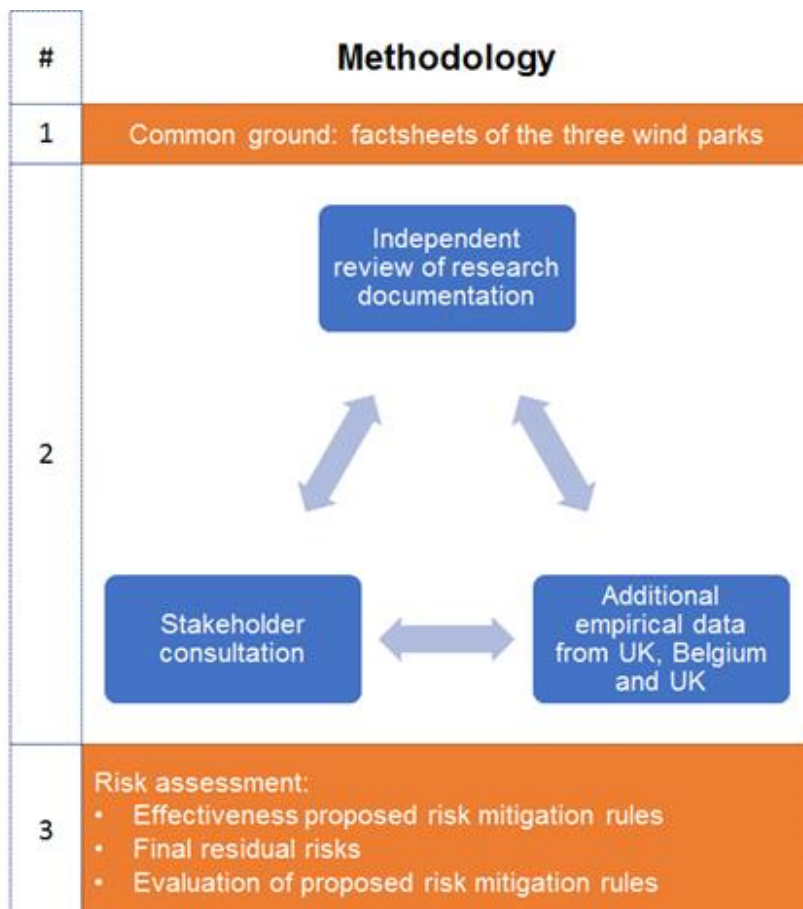 # Methodology
1 Common ground: factsheets of the three wind parks
Independent
review of research
documentation
2
Stakeholder
consultation
Additional
empirical data
from UK, Belgium
and UK
3
Risk assessment:
• Effectiveness proposed risk mitigation rules
• Final residual risks
• Evaluation of proposed risk mitigation rules